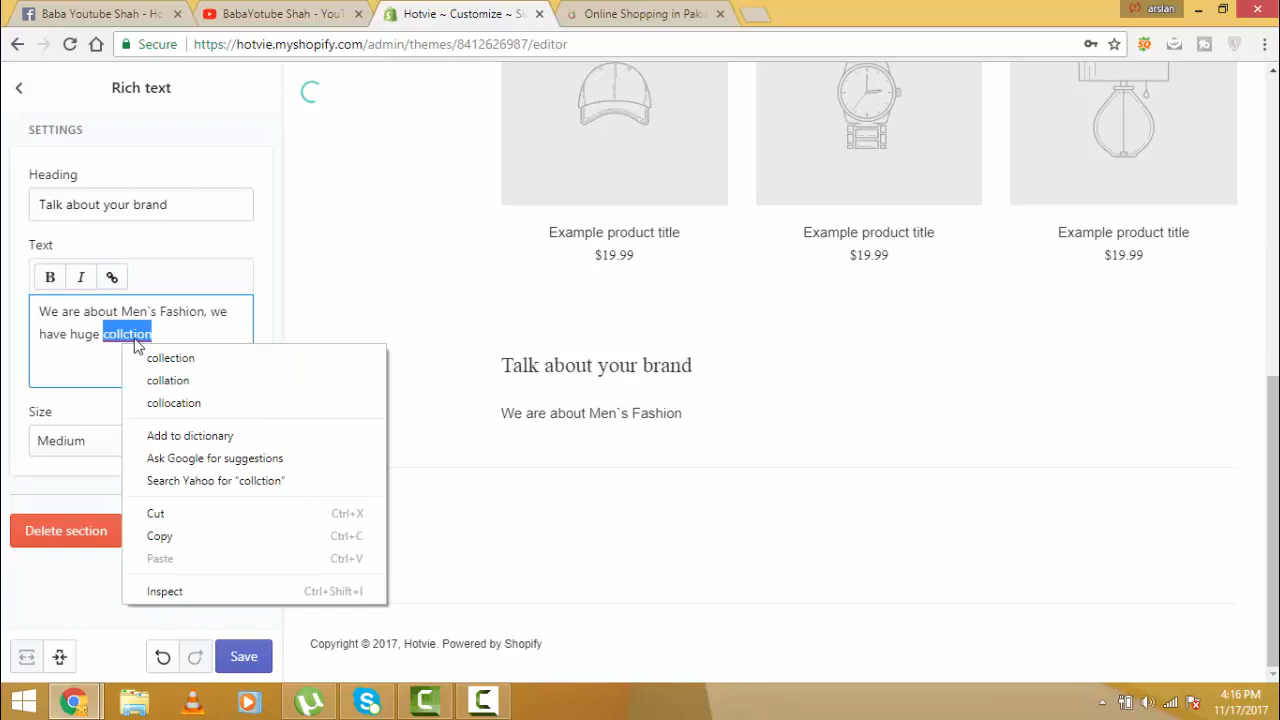 Baba Youtube Shah - Ho
BabaYotube Shah - YouT
Hotvie ~ Customize ~ Si
Online Shopping in Paki
arslan
Secure
https://hotvie.myshopify.com/admin/themes/8412626987/editor
Rich text
SETTINGS
Heading
Talk about your brand
Text
B I
We are about Men`s Fashion, we
have huge collction
collection
collation
collocation
Add to dictionary
Ask Google for suggestions
Search Yahoo for “collction”
Cut Ctrl+X
Copy Ctrl+C
Paste Ctrl+V
Inspect Ctrl+Shift+I
Size
Medium
Delete section
Save
Example product title
$19.99
Example product title
$19.99
Example product title
$19.99
Talk about your brand
We are about Men`s Fashion
Copyright © 2017, Hotvie. Powered by Shopify
4:16 PM
11/17/2017